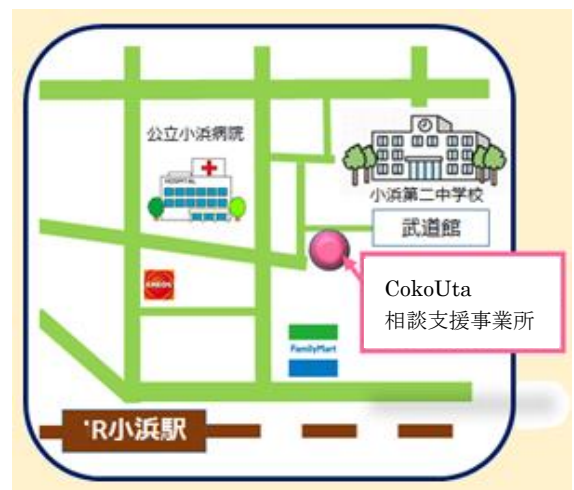 公立小浜病院
HOSPITAL
小浜第二中学校
武道館
CokoUta
相談支援事業所
ENEOS
FamilyMart
R小浜駅